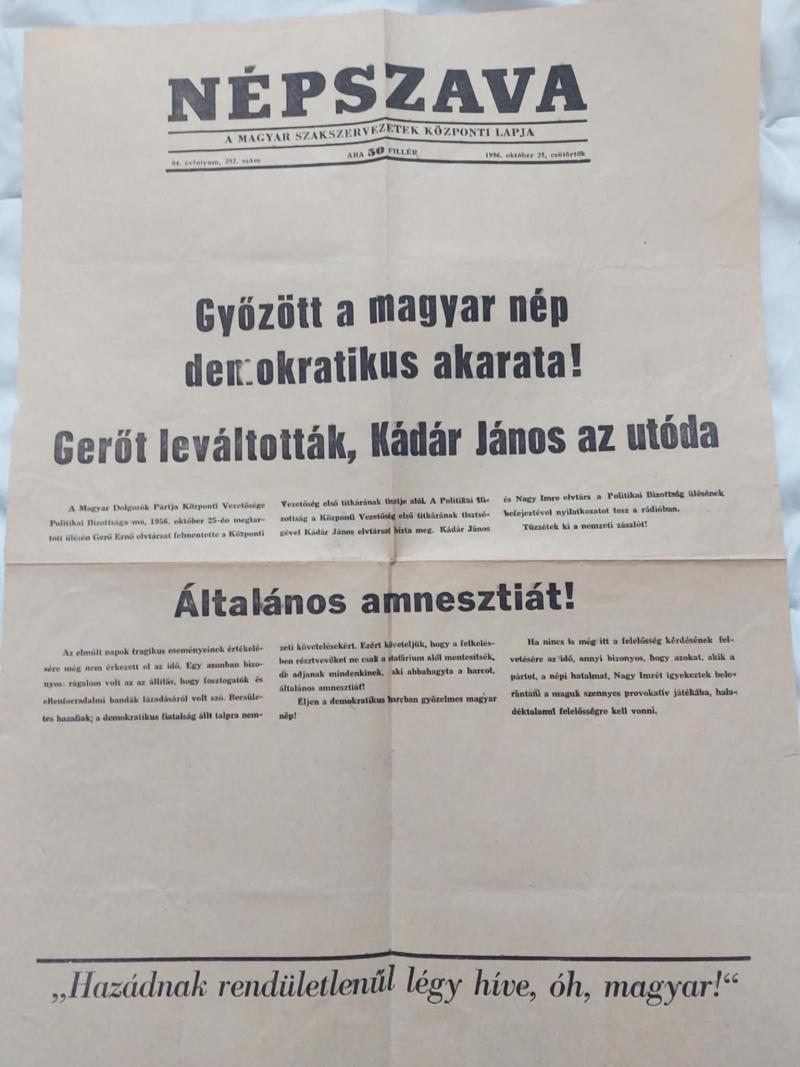 NÉPSZAVA
A MAGYAR SZAKSZERVEZETEK KÖZPONTI LAPJA
84. évfolyam, 252. szám
ÁRA 50 FILLÉR
1956. október 25, csütörtök
Győzött a magyar nép
demokratikus akarata!
Gerőt leváltották, Kádár János az utóda
A Magyar Dolgozók Pártja Központi Vezetősége
Politikai Bizottsága ma, 1956. október 25-én megtar-
tott ülésén Gerő Ernő elvtársat felmentette a Központi
Vezetőség első titkárának tisztje alól. A Politikai Bi-
zottság a Központi Vezetőség első titkárának tisztsé-
gével Kádár János elvtársat bízta meg. Kádár János
és Nagy Imre elvtárs a Politikai Bizottság ülésének
befejeztével nyilatkozatot tesz a rádióban.
Tűzzétek ki a nemzeti zászlót!
Általános amnesztiát!
Az elmúlt napok tragikus eseményeinek értékelé-
sére még nem érkezett el az idő. Egy azonban bizo-
nyos: rágalom volt az az állítás, hogy fosztogatók és
ellenforradalmi bandák lázadásáról volt szó. Becsüle-
tes hazafiak, a demokratikus fiatalság állt talpra nem-
zeti követelésekért. Ezért követeljük, hogy a felkelés-
ben résztvevőket ne csak a statárium alól mentesítsék,
de adjanak mindenkinek, aki abbahagyta a harcot,
általános amnesztiát!
Éljen a demokratikus harcban győzelmes magyar
nép!
Ha nincs is még itt a felelősség kérdésének fel-
vetésére az idő, annyi bizonyos, hogy azokat, akik a
pártot, a népi hatalmat, Nagy Imrét igyekeztek bele-
rántani a maguk szennyes provokatív játékába, hala-
déktalanul felelősségre kell vonni.
„Hazádnak rendületlenűl légy híve, óh, magyar!“